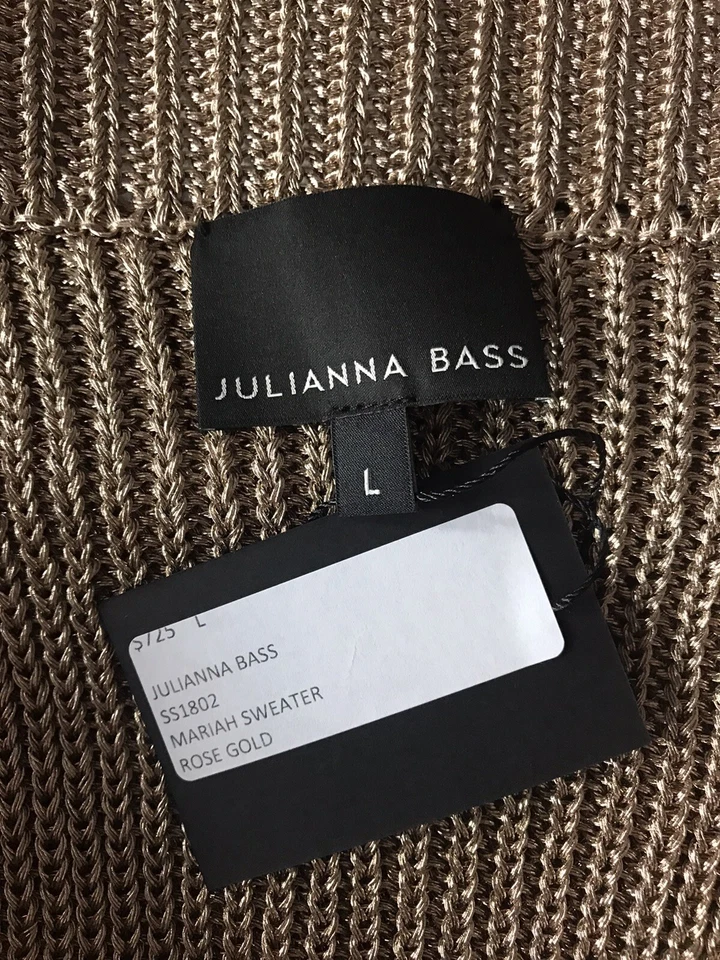 JULIANNA BASS
L
$725 L
JULIANNA BASS
SS1802
MARIAH SWEATER
ROSE GOLD